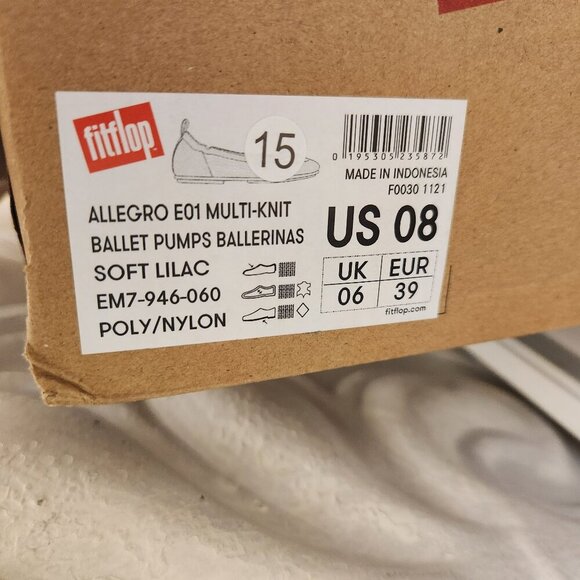 fitflop
15
0 195305 235872
MADE IN INDONESIA
F0030 1121
ALLEGRO E01 MULTI-KNIT
BALLET PUMPS BALLERINAS
SOFT LILAC
EM7-946-060
POLY/NYLON
US 08
UK EUR
06 39
fitflop.com